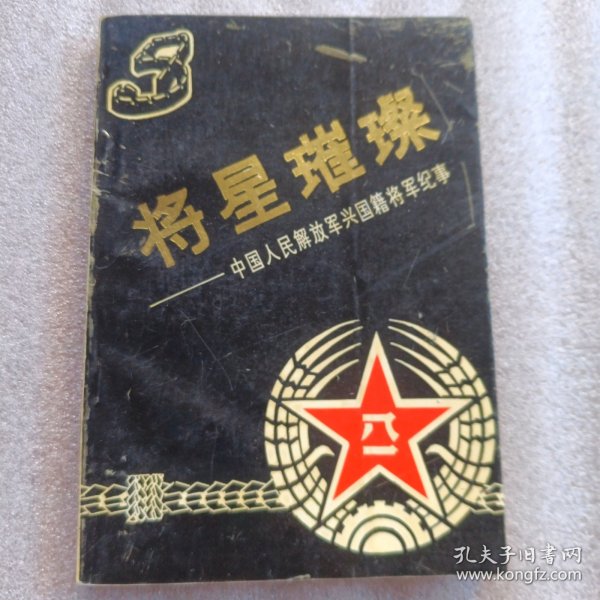 3
将星璀璨
——中国人民解放军兴国籍将军纪事
八一
孔夫子旧书网
www.kongfz.com